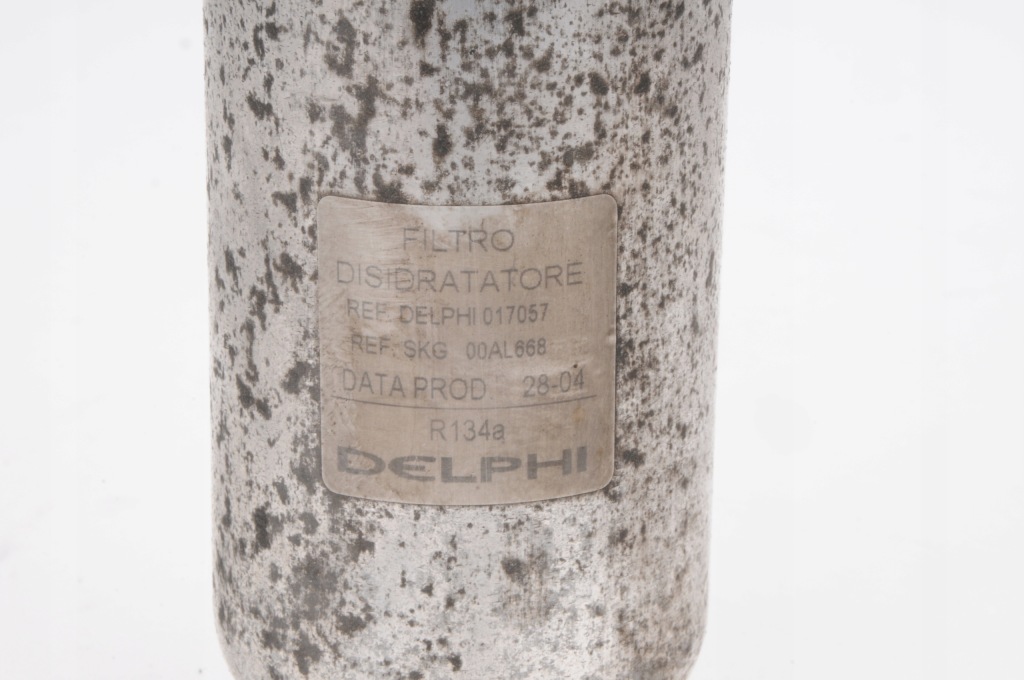 FILTRO
DISIDRATATORE
REF. DELPHI 017057
REF. SKG 00AL668
DATA PROD. 28-04
R134a
DELPHI